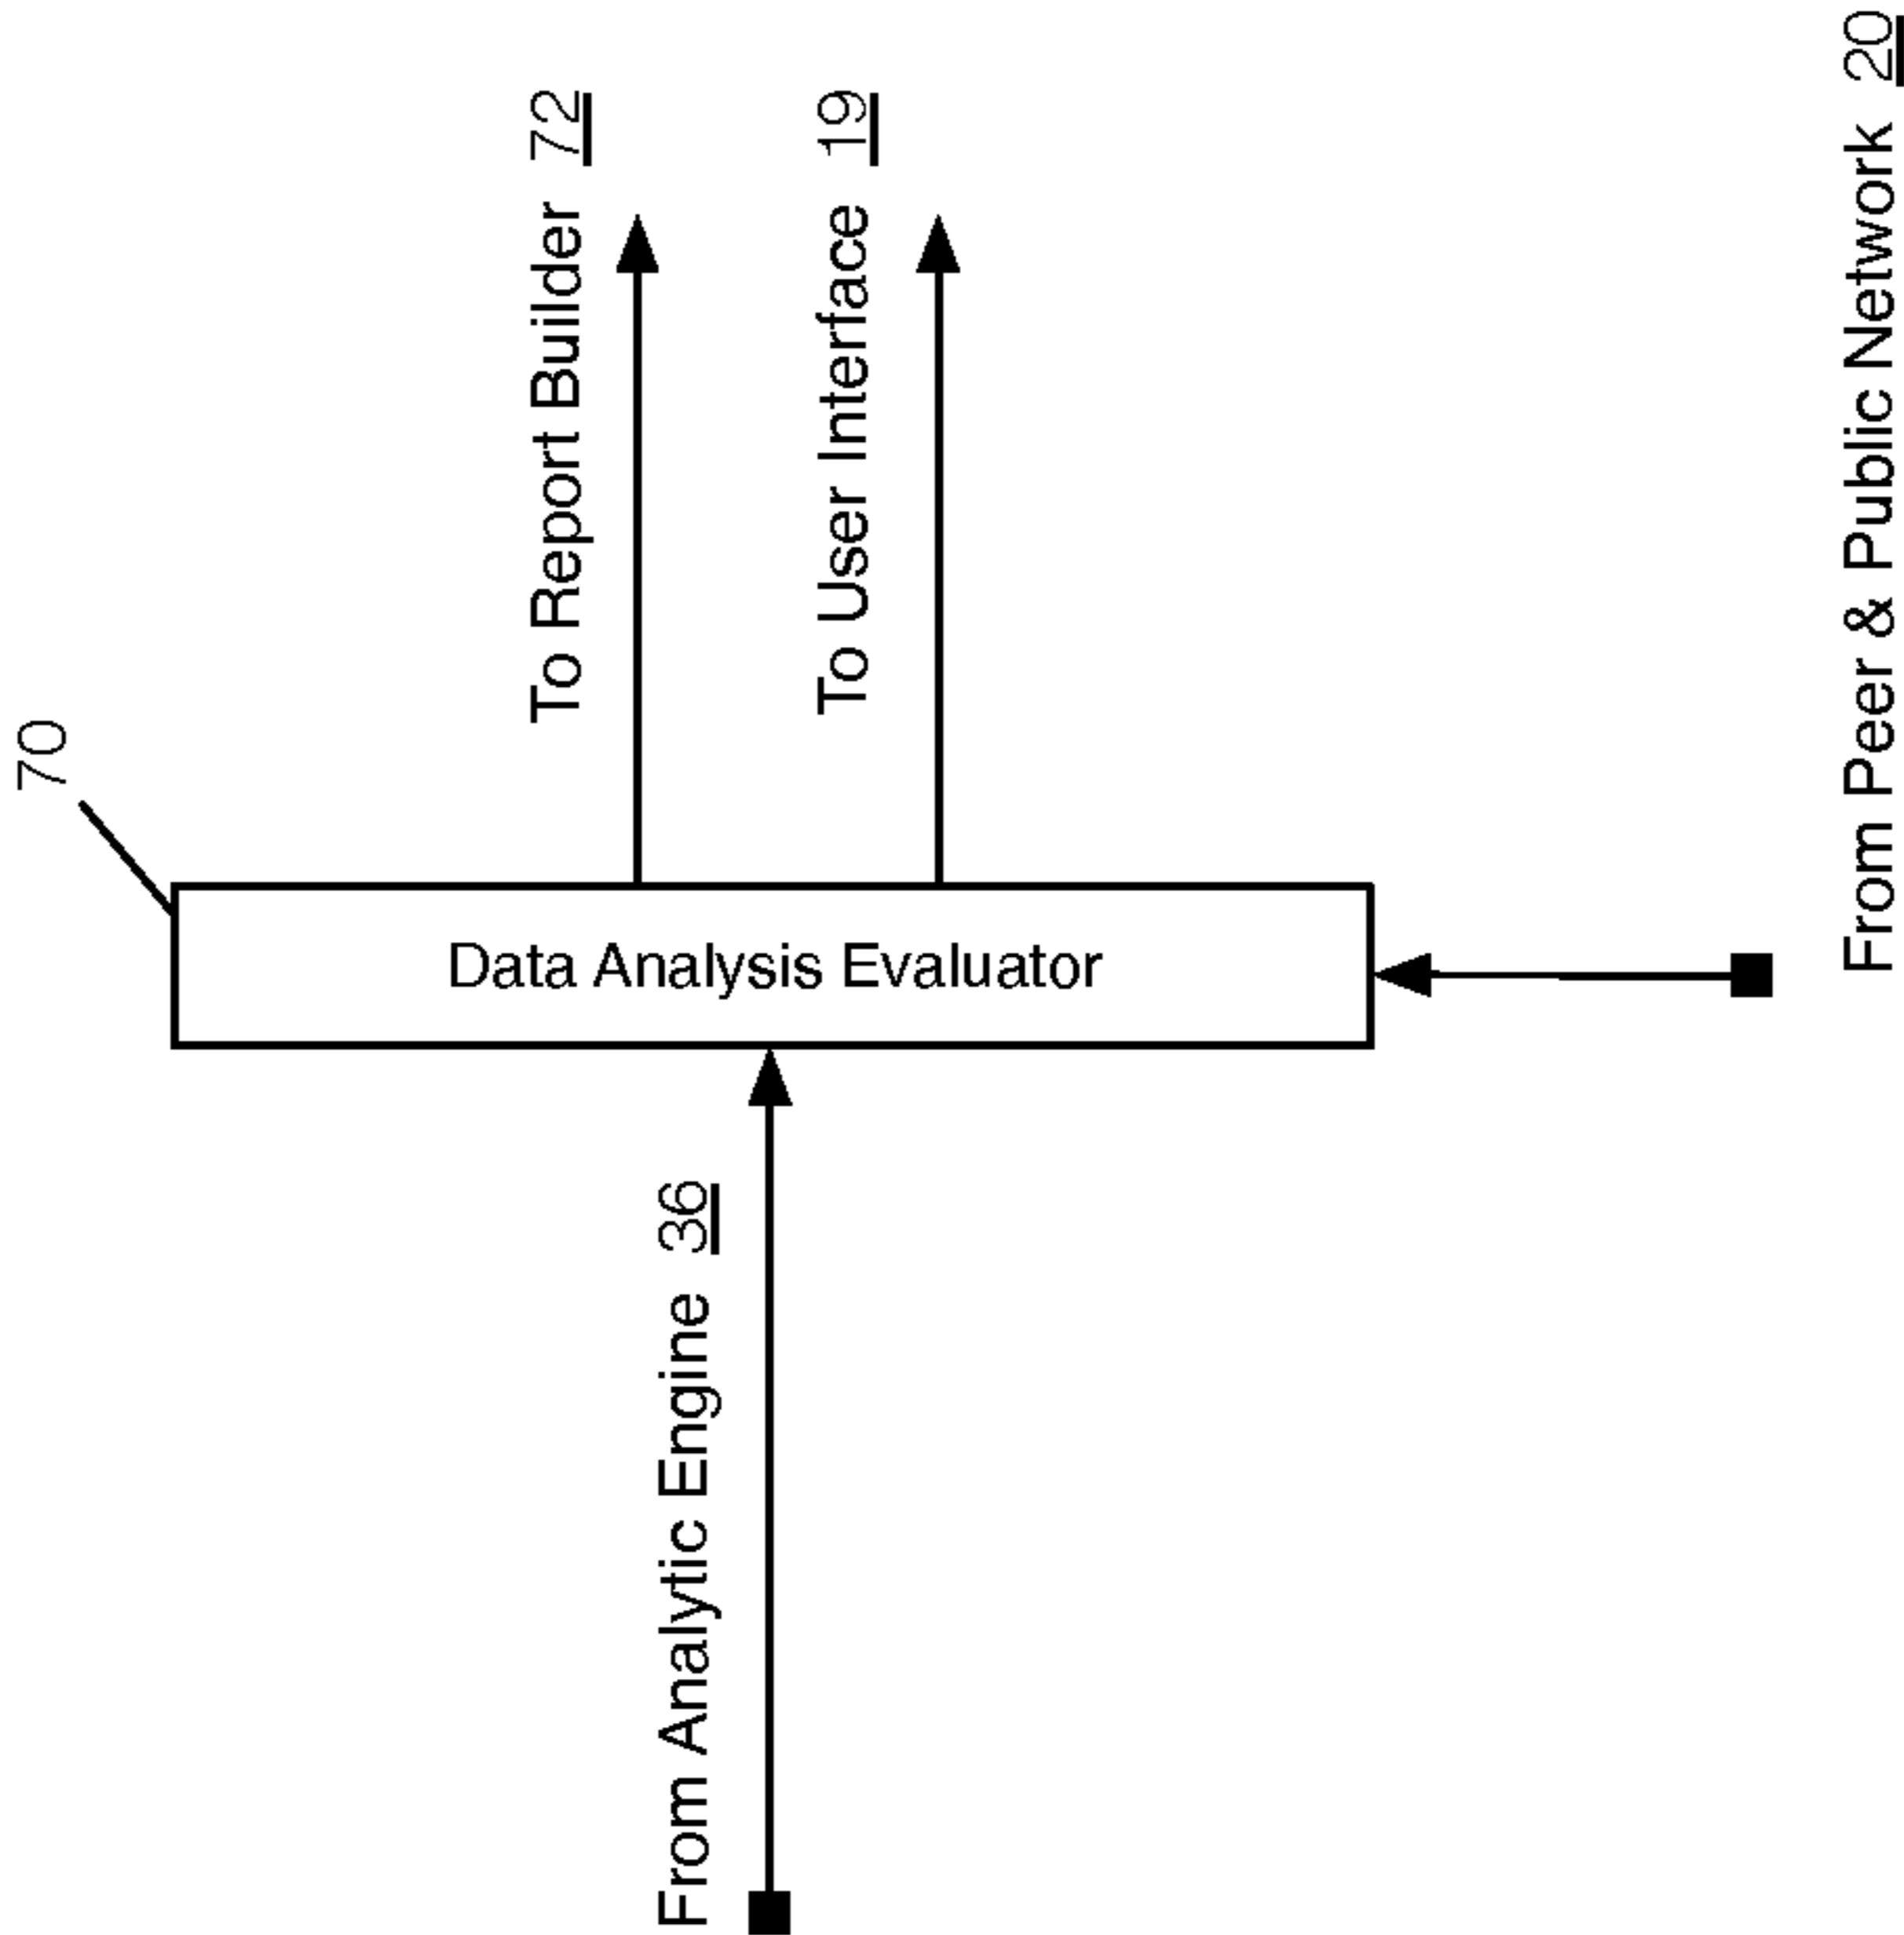 70
To Report Builder 72
To User Interface 19
Data Analysis Evaluator
From Analytic Engine 36
From Peer & Public Network 20